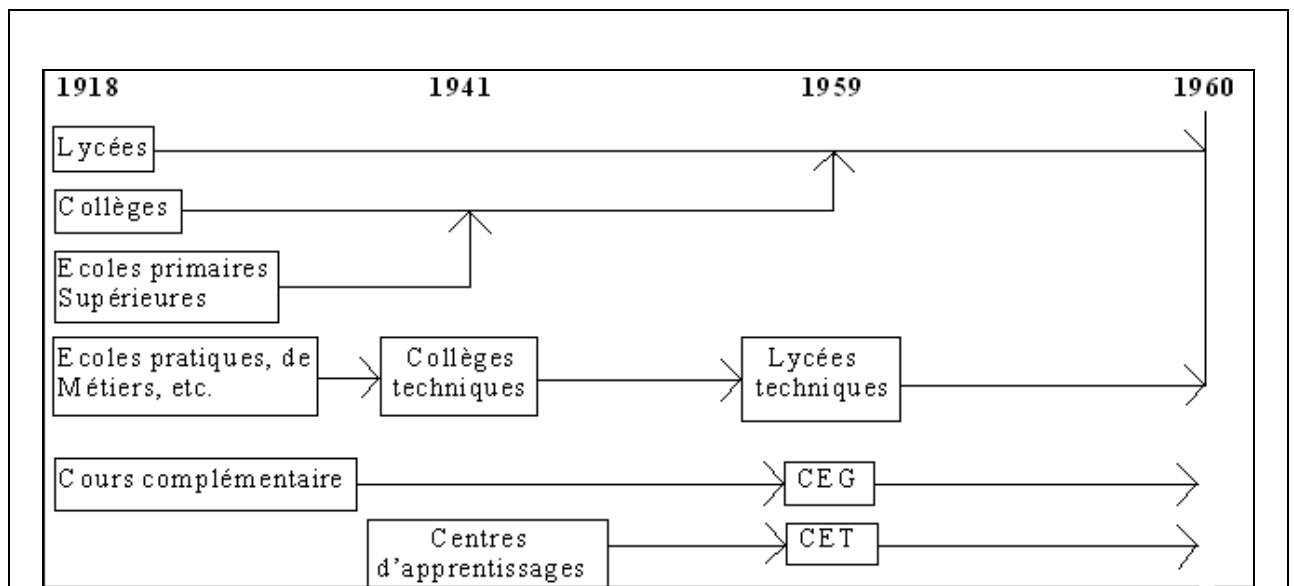 1918 1941 1959 1960
Lycées
Collèges
Ecoles primaires
Supérieures
Ecoles pratiques, de
Métiers, etc.
Collèges
techniques
Lycées
techniques
Cours complémentaire
CEG
Centres
d'apprentissages
CET